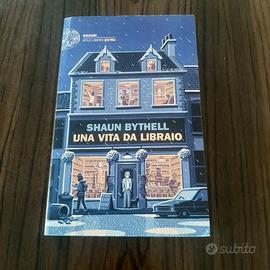 EINAUDI
STILE LIBERO EXTRA
SHAUN BYTHELL
UNA VITA DA LIBRAIO
subito